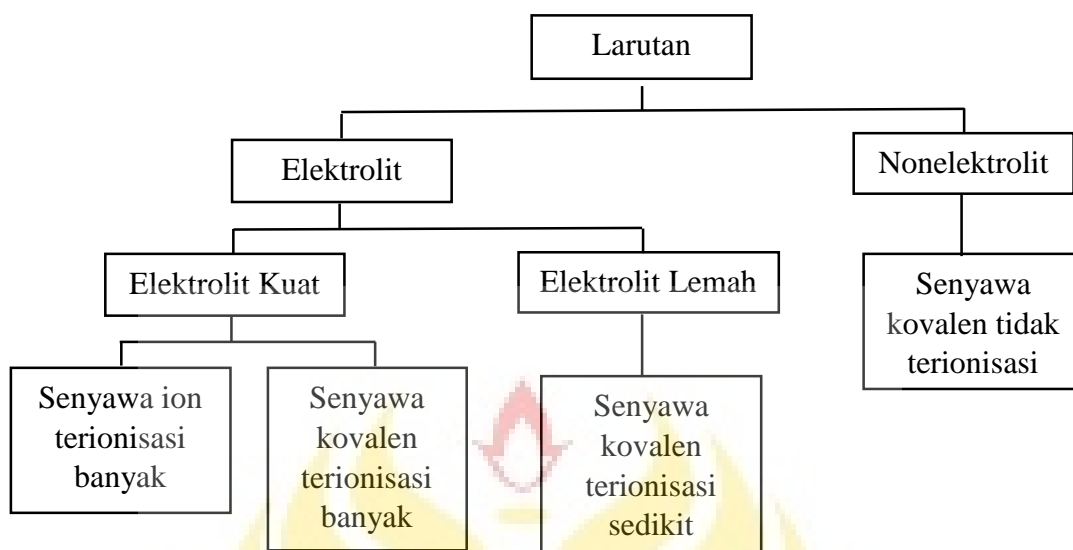 Larutan
Elektrolit
Nonelektrolit
Elektrolit Kuat
Elektrolit Lemah
Senyawa
kovalen tidak
terionisasi
Senyawa ion
terionisasi
banyak
Senyawa
kovalen
terionisasi
banyak
Senyawa
kovalen
terionisasi
sedikit